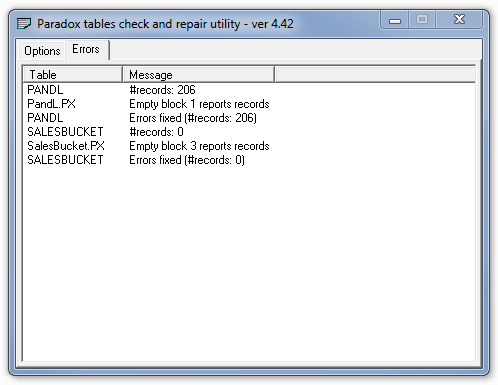 Paradox tables check and repair utility - ver 4.42
Options Errors
Table Message
PANDL #records: 206
PandL.PX Empty block 1 reports records
PANDL Errors fixed (#records: 206)
SALESBUCKET #records: 0
SalesBucket.PX Empty block 3 reports records
SALESBUCKET Errors fixed (#records: 0)